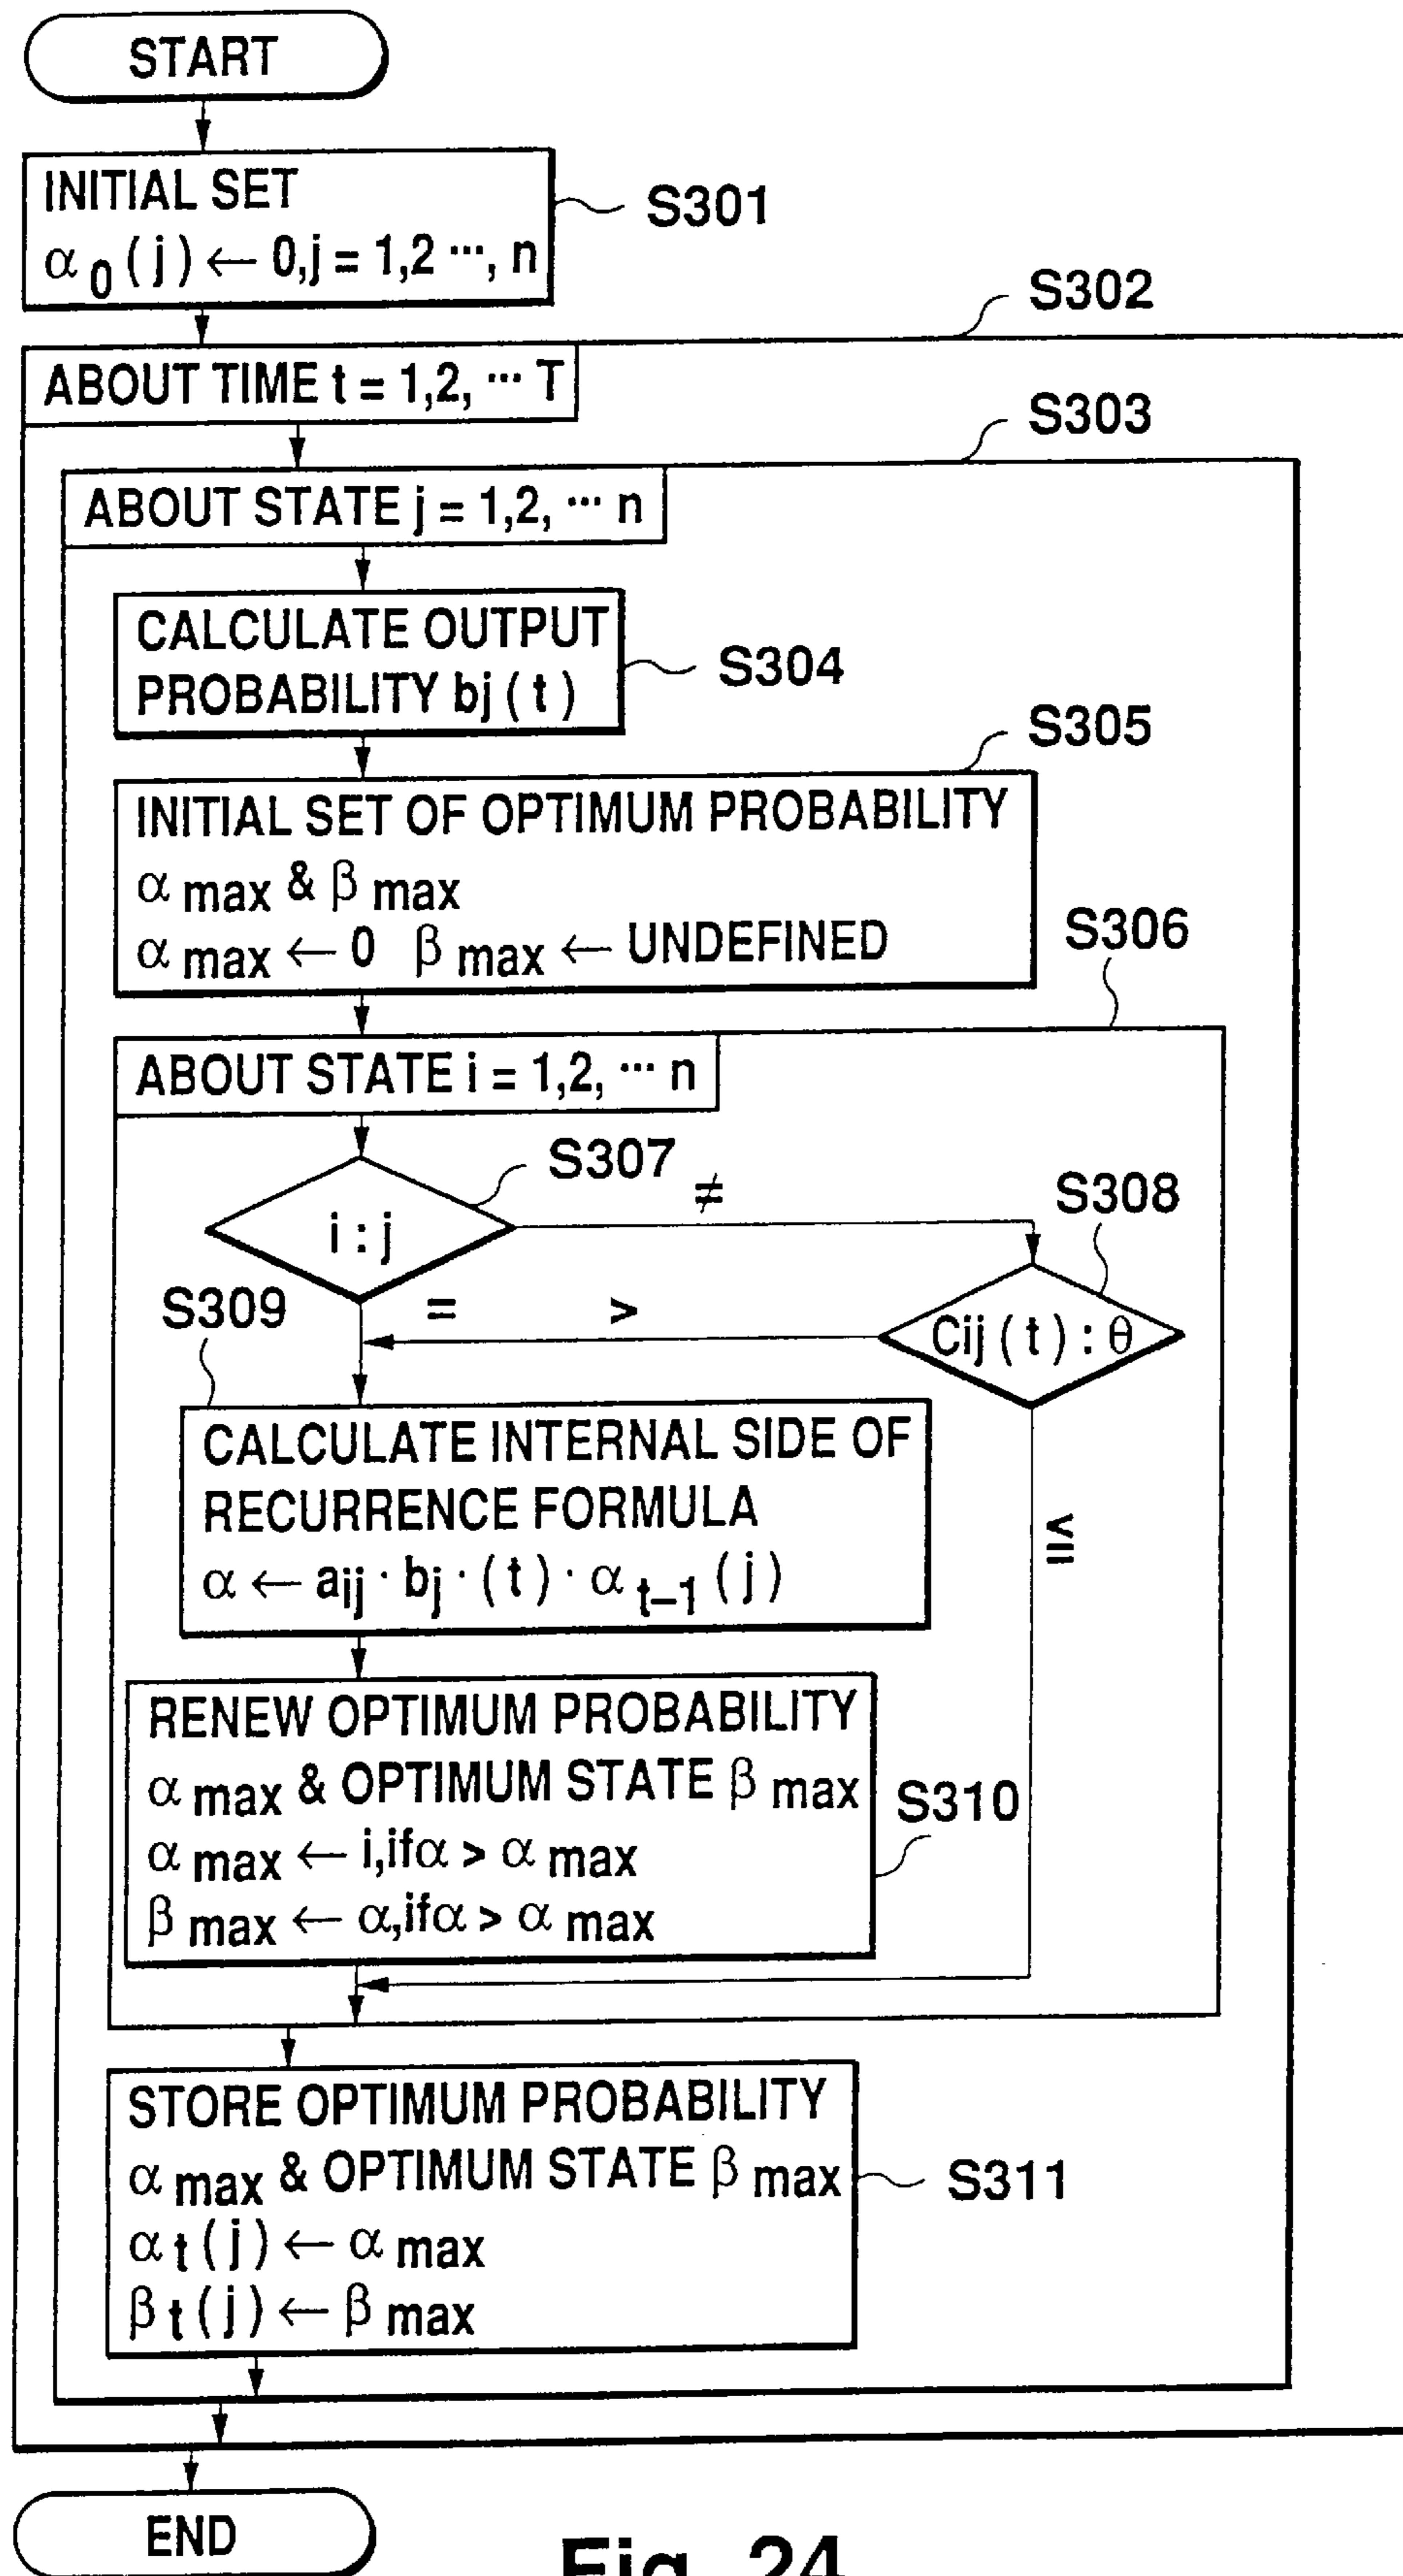 START
INITIAL SET
α0 (j) ← 0,j = 1,2 ···, n
S301
S302
ABOUT TIME t = 1,2, ··· T
S303
ABOUT STATE j = 1,2, ··· n
CALCULATE OUTPUT
PROBABILITY bj (t)
S304
S305
INITIAL SET OF OPTIMUM PROBABILITY
α max & β max
α max ← 0 β max ← UNDEFINED
S306
ABOUT STATE i = 1,2, ··· n
S307
≠
i : j
S308
S309
=
>
Cij (t) : θ
CALCULATE INTERNAL SIDE OF
RECURRENCE FORMULA
α ← aij · bj · (t) · α t–1 (j)
≦
RENEW OPTIMUM PROBABILITY
α max & OPTIMUM STATE β max
α max ← i,ifα > α max
β max ← α,ifα > α max
S310
STORE OPTIMUM PROBABILITY
α max & OPTIMUM STATE β max
α t (j) ← α max
β t (j) ← β max
S311
END
Fig. 24